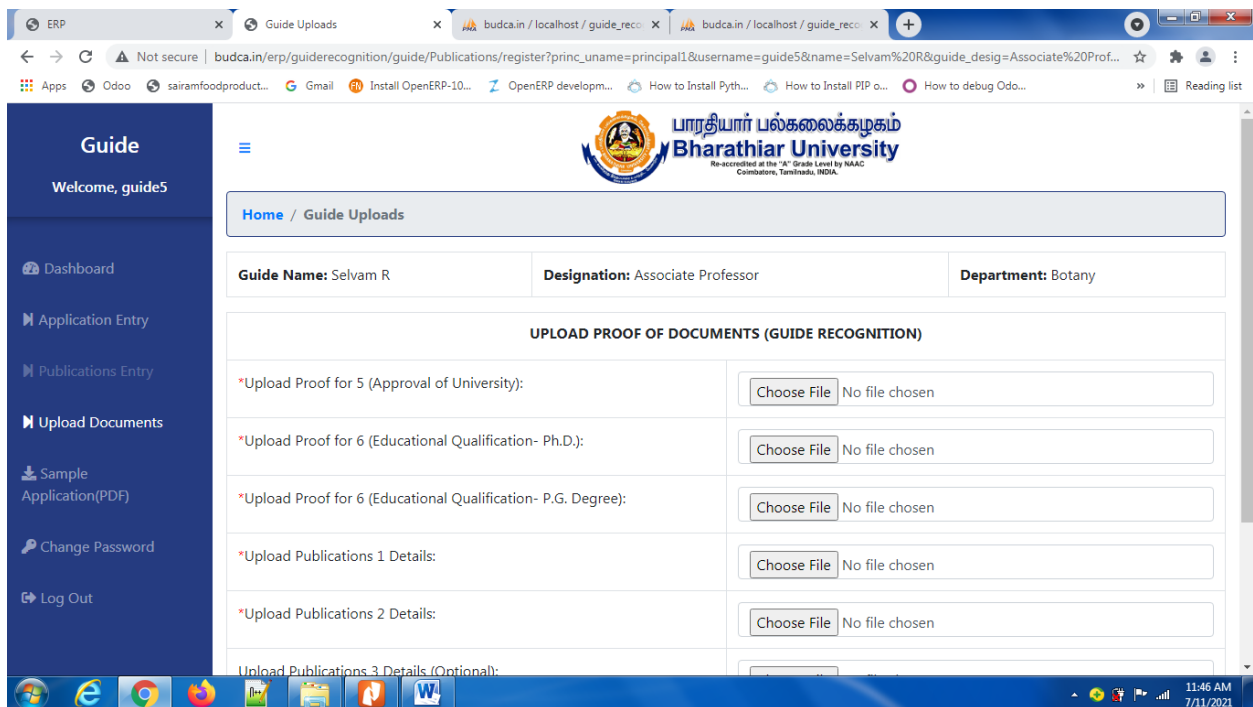 ERP
Guide Uploads
budca.in / localhost / guide_reco
budca.in / localhost / guide_reco
Not secure | budca.in/erp/guiderecognition/guide/Publications/register?princ_uname=principal1&username=guide5&name=Selvam%20R&guide_desig=Associate%20Prof...
Apps Odoo sairamfoodproduct... Gmail Install OpenERP-10... OpenERP developm... How to Install Pyth... How to Install PIP o... How to debug Odo... » Reading list
Guide
Welcome, guide5
பாரதியார் பல்கலைக்கழகம்
Bharathiar University
Re-accredited at the "A" Grade Level by NAAC
Coimbatore, Tamilnadu, INDIA.
Home / Guide Uploads
Dashboard
Application Entry
Publications Entry
Upload Documents
Sample
Application(PDF)
Change Password
Log Out
Guide Name: Selvam R Designation: Associate Professor Department: Botany
UPLOAD PROOF OF DOCUMENTS (GUIDE RECOGNITION)
*Upload Proof for 5 (Approval of University): Choose File No file chosen
*Upload Proof for 6 (Educational Qualification- Ph.D.): Choose File No file chosen
*Upload Proof for 6 (Educational Qualification- P.G. Degree): Choose File No file chosen
*Upload Publications 1 Details: Choose File No file chosen
*Upload Publications 2 Details: Choose File No file chosen
Upload Publications 3 Details (Optional):
11:46 AM
7/11/2021